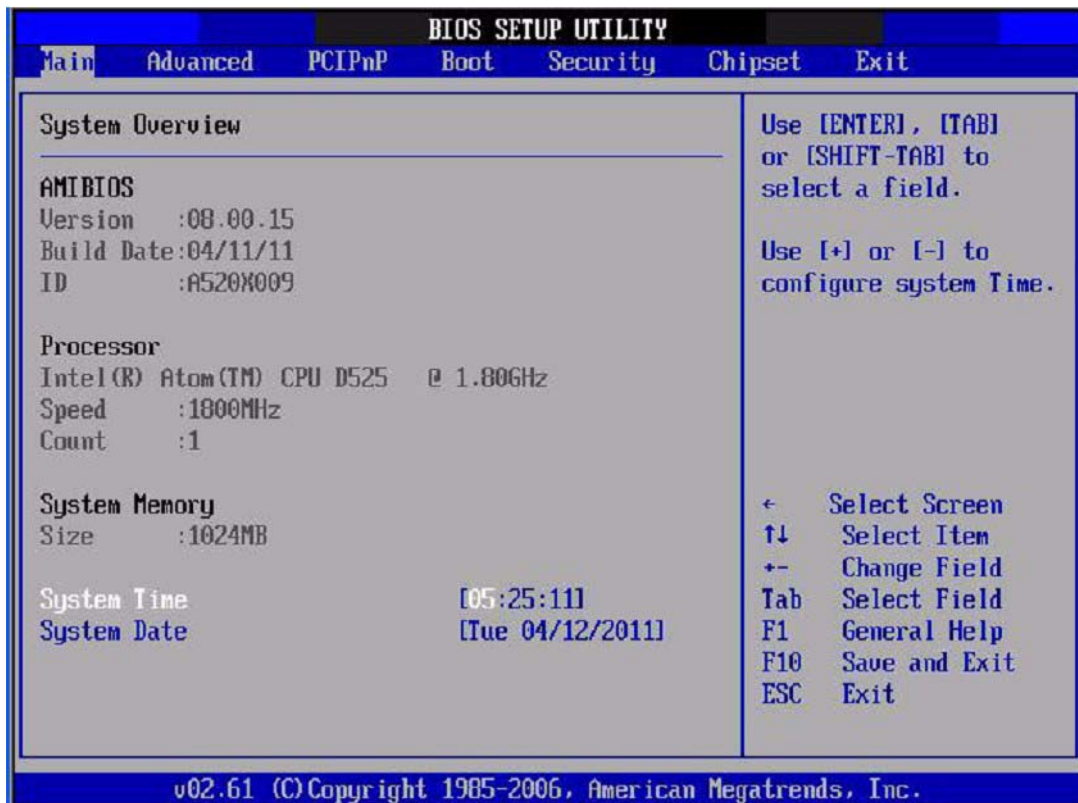 BIOS SETUP UTILITY
Main Advanced PCIPnP Boot Security Chipset Exit
System Overview
AMIBIOS
Version :08.00.15
Build Date:04/11/11
ID :A520X009
Processor
Intel(R) Atom(TM) CPU D525 @ 1.80GHz
Speed :1800MHz
Count :1
System Memory
Size :1024MB
System Time [05:25:11]
System Date [Tue 04/12/2011]
Use [ENTER], [TAB]
or [SHIFT-TAB] to
select a field.
Use [+] or [-] to
configure system Time.
← Select Screen
↑↓ Select Item
+- Change Field
Tab Select Field
F1 General Help
F10 Save and Exit
ESC Exit
v02.61 (C)Copyright 1985-2006, American Megatrends, Inc.